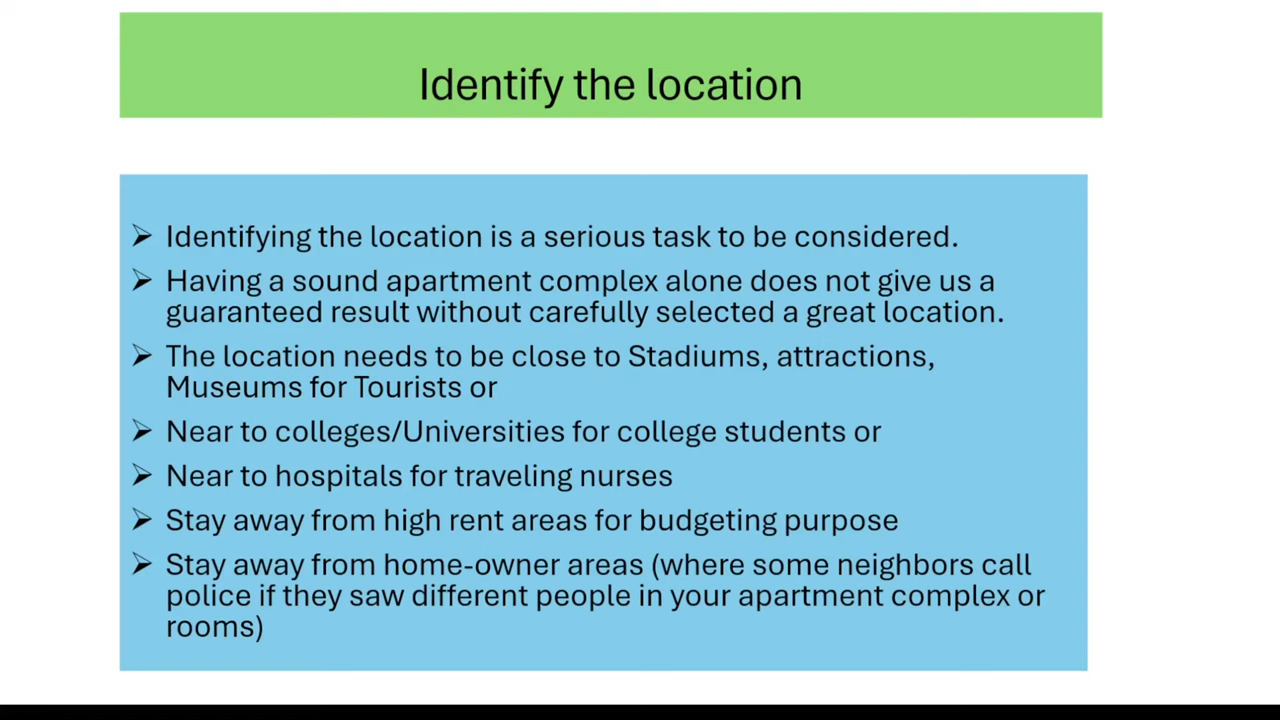 Identify the location
➢ Identifying the location is a serious task to be considered.
➢ Having a sound apartment complex alone does not give us a
guaranteed result without carefully selected a great location.
➢ The location needs to be close to Stadiums, attractions,
Museums for Tourists or
➢ Near to colleges/Universities for college students or
➢ Near to hospitals for traveling nurses
➢ Stay away from high rent areas for budgeting purpose
➢ Stay away from home-owner areas (where some neighbors call
police if they saw different people in your apartment complex or
rooms)